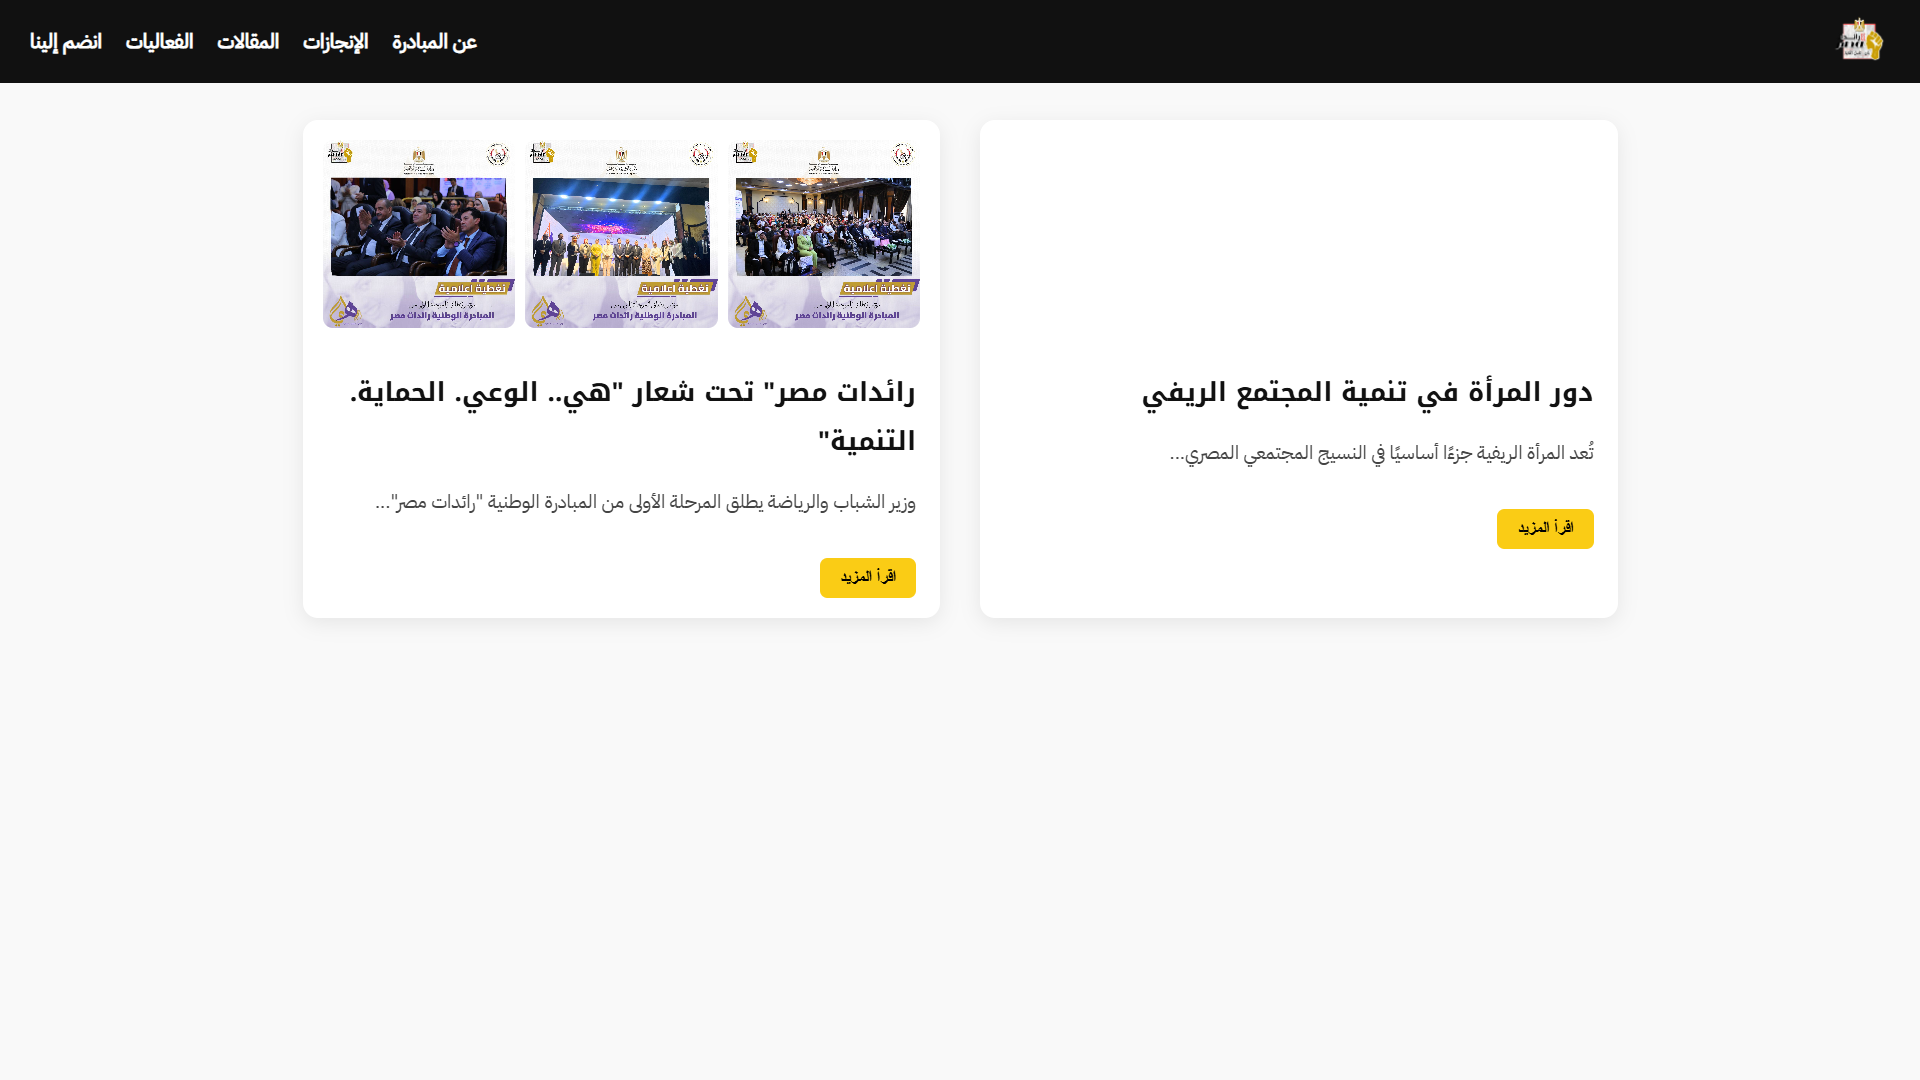 عن المبادرة
الإنجازات
المقالات
الفعاليات
انضم إلينا
دور المرأة في تنمية المجتمع الريفي
تُعد المرأة الريفية جزءًا أساسيًا في النسيج المجتمعي المصري...
اقرأ المزيد
تغطية إعلامية
المبادرة الوطنية رائدات مصر
تغطية إعلامية
المبادرة الوطنية رائدات مصر
تغطية إعلامية
المبادرة الوطنية رائدات مصر
رائدات مصر" تحت شعار "هي.. الوعي. الحماية.
التنمية"
وزير الشباب والرياضة يطلق المرحلة الأولى من المبادرة الوطنية "رائدات مصر"...
اقرأ المزيد